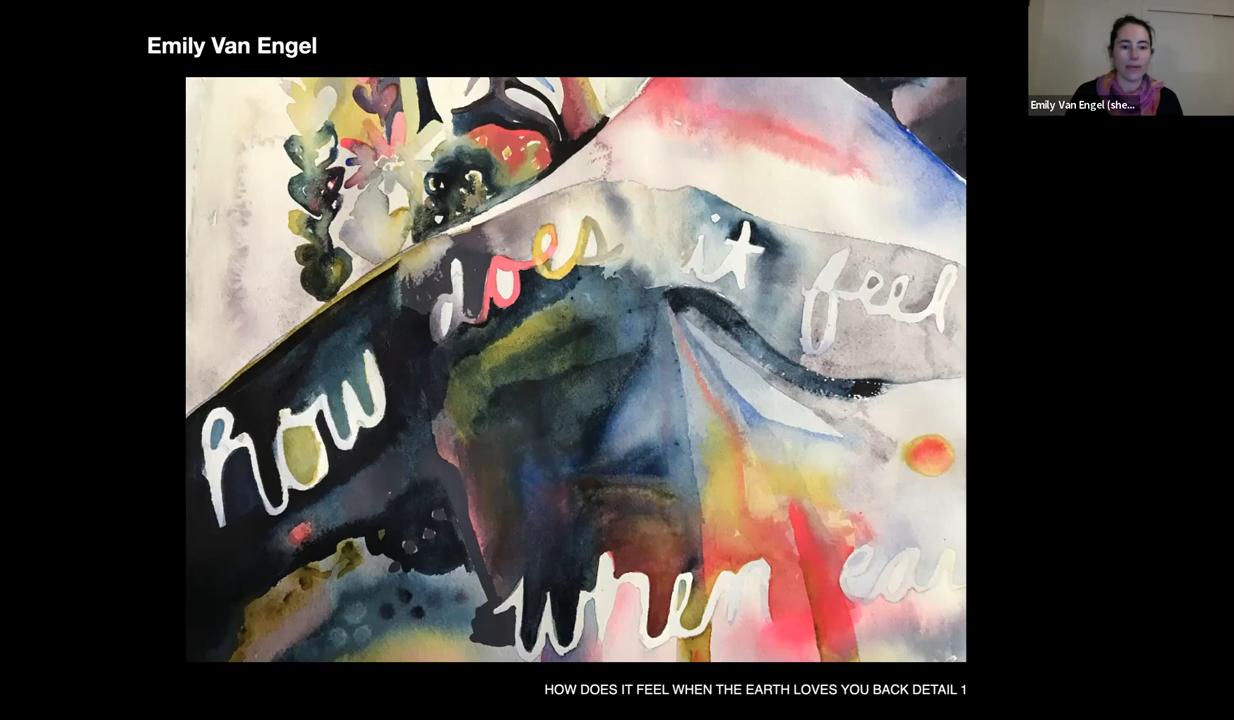 Emily Van Engel
Emily Van Engel (she...
does it feel
how
when ear
HOW DOES IT FEEL WHEN THE EARTH LOVES YOU BACK DETAIL 1